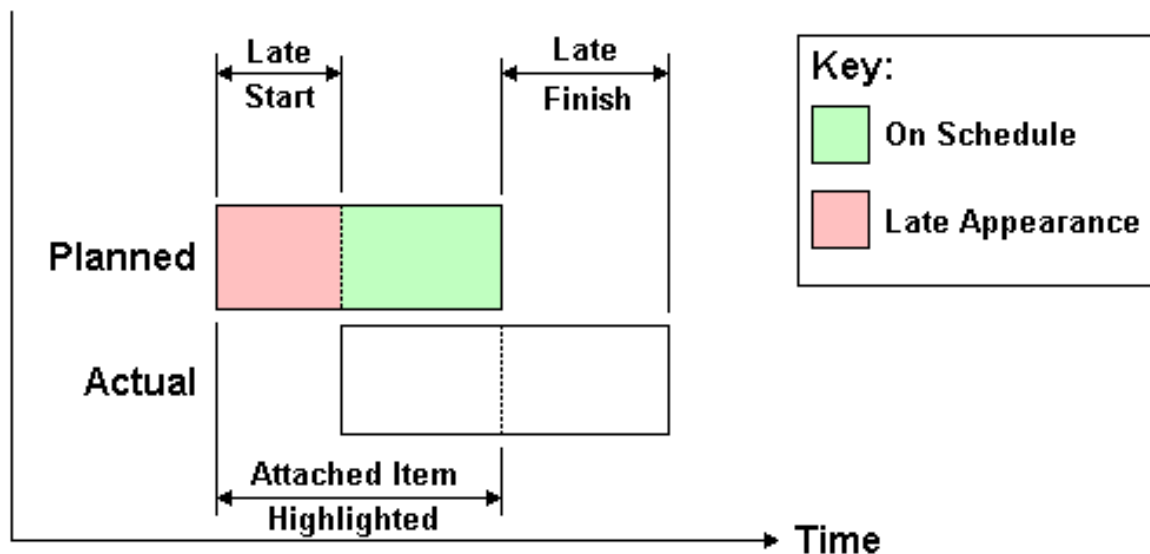 Late
Start
Late
Finish
Key:
On Schedule
Late Appearance
Planned
Actual
Attached Item
Highlighted
Time